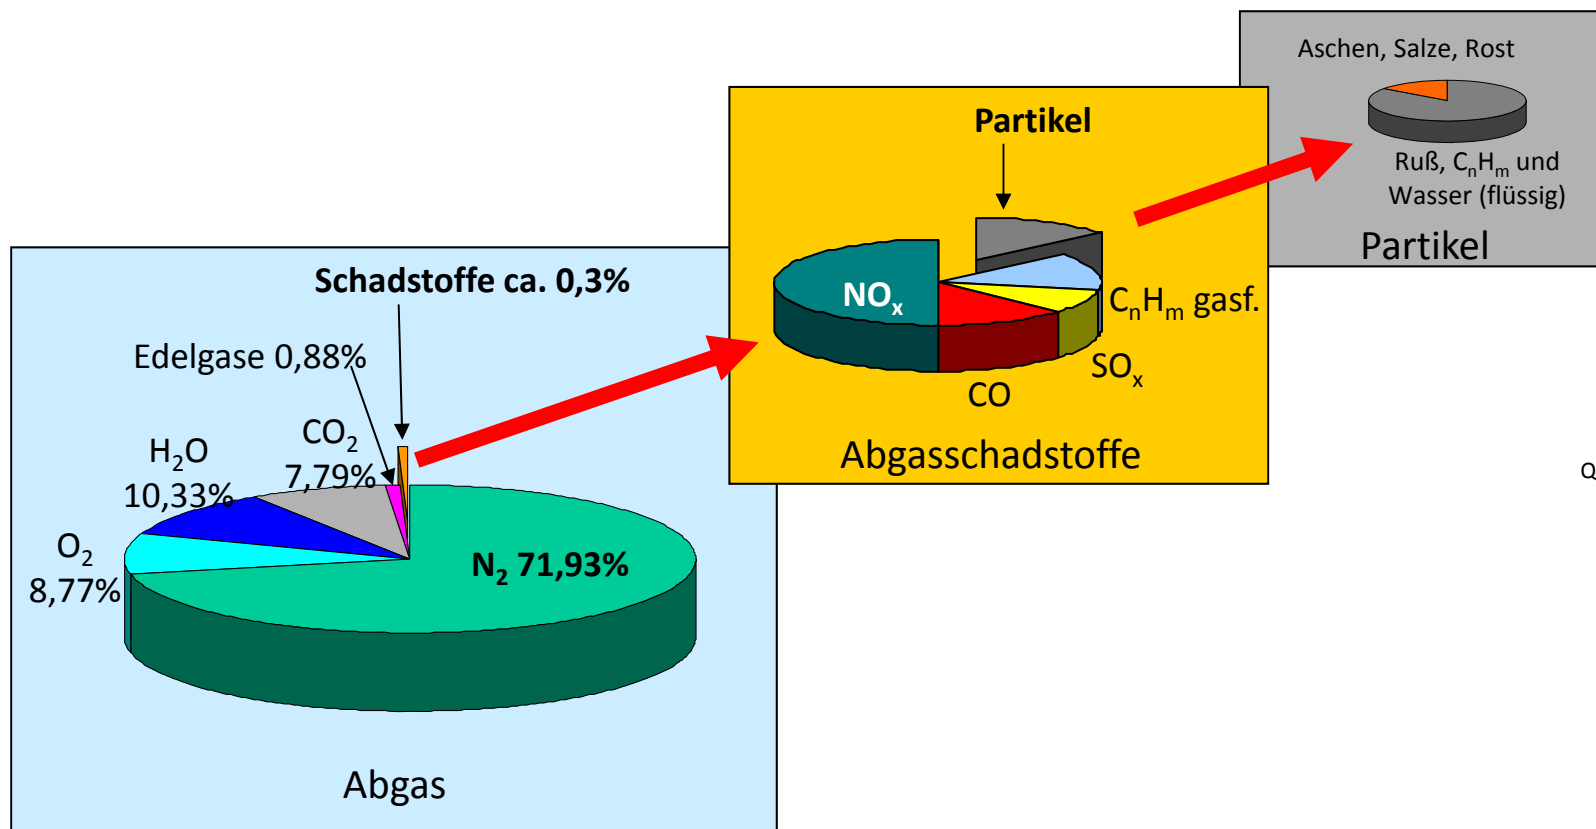 Aschen, Salze, Rost
Ruß, CₙHₘ und
Wasser (flüssig)
Partikel
Partikel
NOₓ
CₙHₘ gasf.
SOₓ
CO
Abgasschadstoffe
Schadstoffe ca. 0,3%
Edelgase 0,88%
CO₂
7,79%
H₂O
10,33%
O₂
8,77%
N₂ 71,93%
Abgas
Q